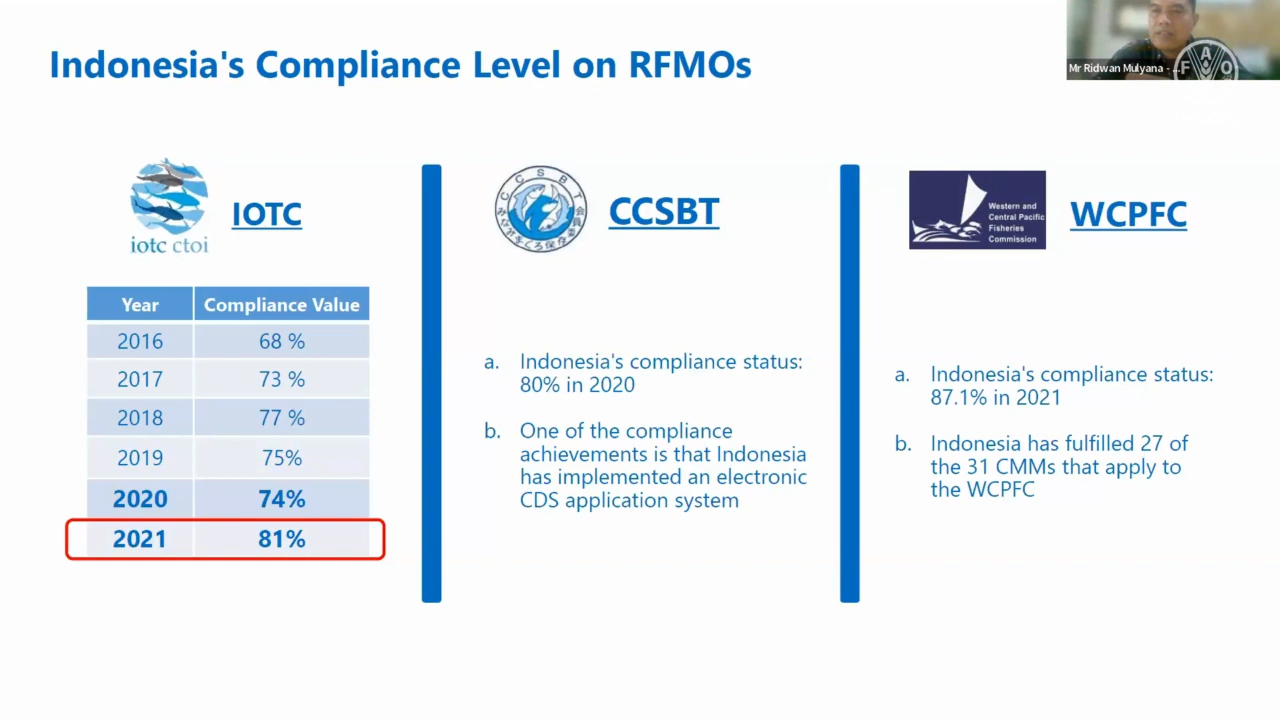 Indonesia's Compliance Level on RFMOs
Mr Ridwan Mulyana - ...
FAO
iotc ctoi
IOTC
Year Compliance Value
2016 68 %
2017 73 %
2018 77 %
2019 75%
2020 74%
2021 81%
CCSBT
CCSBT
a. Indonesia's compliance status:
80% in 2020
b. One of the compliance
achievements is that Indonesia
has implemented an electronic
CDS application system
Western and
Central Pacific
Fisheries
Commission
WCPFC
a. Indonesia's compliance status:
87.1% in 2021
b. Indonesia has fulfilled 27 of
the 31 CMMs that apply to
the WCPFC